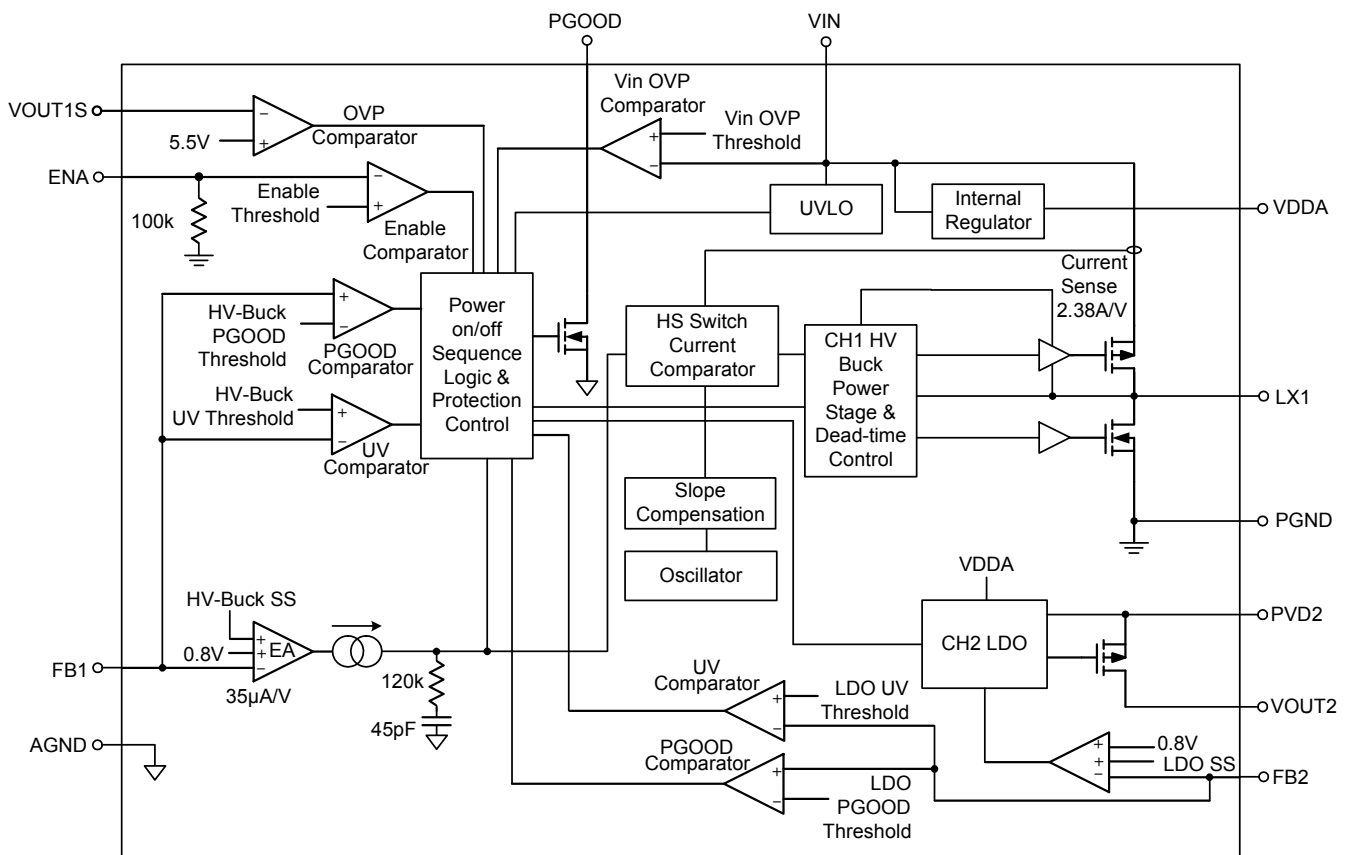 PGOOD
VIN
VOUT1S
5.5V
OVP
Comparator
Vin OVP
Comparator
Vin OVP
Threshold
ENA
100k
Enable
Threshold
Enable
Comparator
UVLO
Internal
Regulator
VDDA
HV-Buck
PGOOD
Threshold
PGOOD
Comparator
HV-Buck
UV Threshold
UV
Comparator
Power
on/off
Sequence
Logic &
Protection
Control
HS Switch
Current
Comparator
CH1 HV
Buck
Power
Stage &
Dead-time
Control
Current
Sense
2.38A/V
LX1
Slope
Compensation
Oscillator
PGND
VDDA
HV-Buck SS
0.8V
EA
FB1
35µA/V
120k
45pF
CH2 LDO
PVD2
VOUT2
UV
Comparator
LDO UV
Threshold
AGND
PGOOD
Comparator
LDO
PGOOD
Threshold
0.8V
LDO SS
FB2